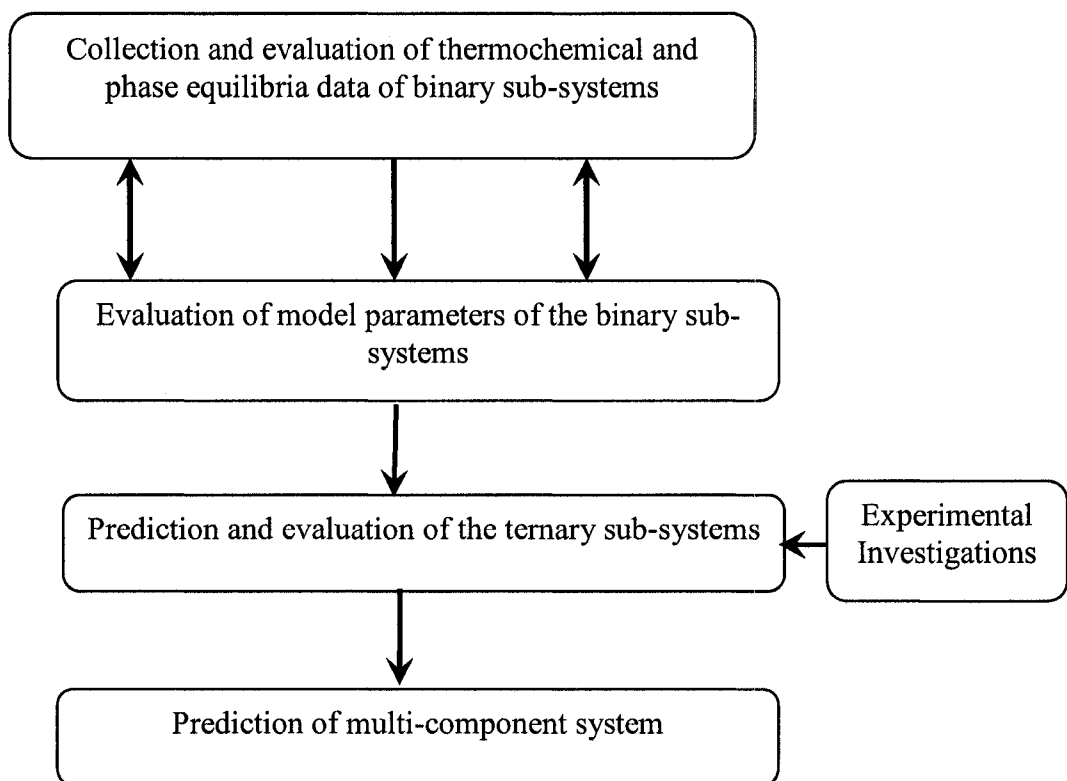 Collection and evaluation of thermochemical and
phase equilibria data of binary sub-systems
Evaluation of model parameters of the binary sub-
systems
Prediction and evaluation of the ternary sub-systems
Experimental
Investigations
Prediction of multi-component system